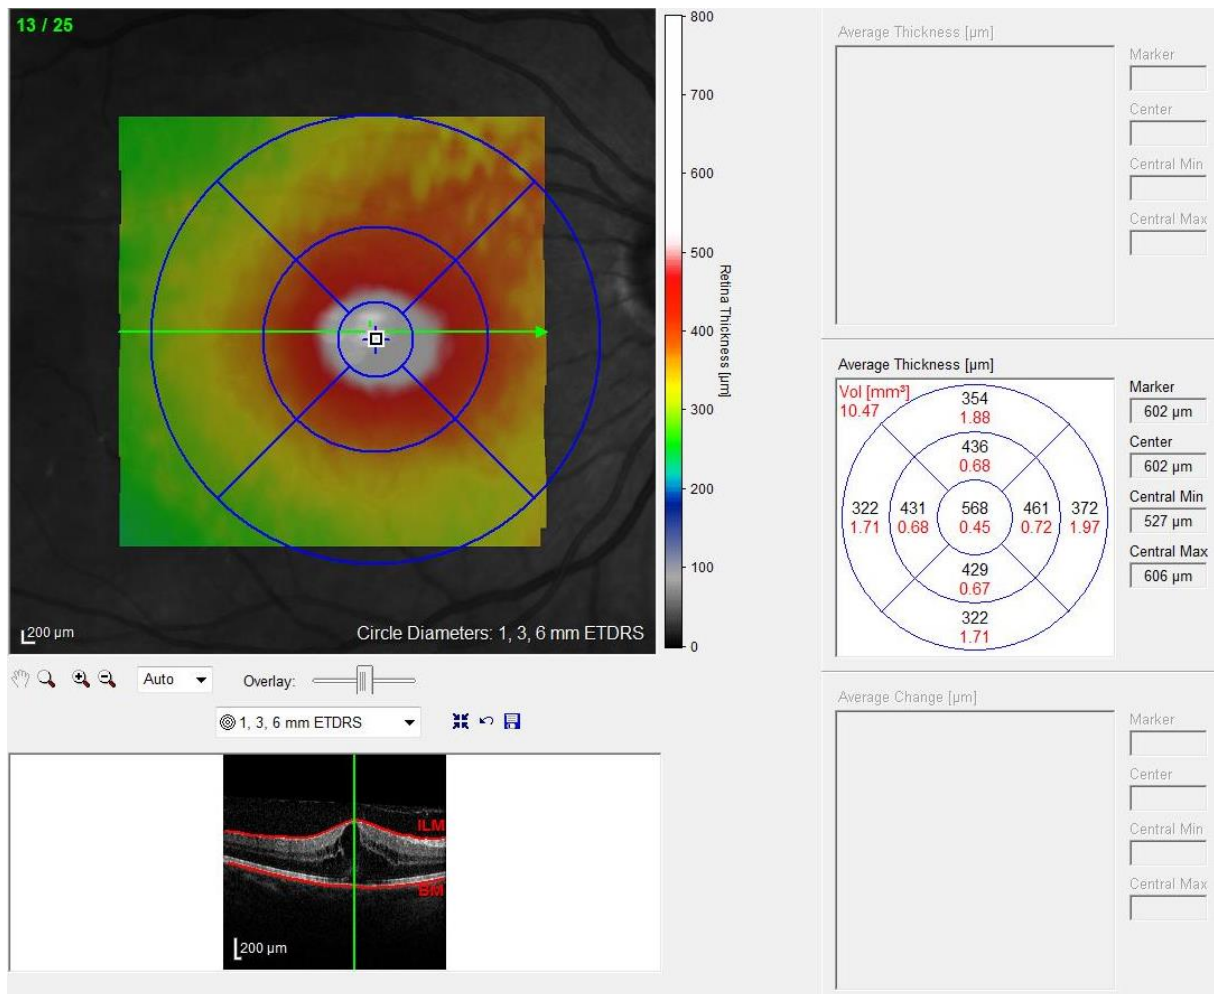 13 / 25
800
700
600
500
400
300
200
100
0
Retina Thickness [µm]
200 µm
Circle Diameters: 1, 3, 6 mm ETDRS
Auto
Overlay:
1, 3, 6 mm ETDRS
ILM
BM
200 µm
Average Thickness [µm]
Marker
Center
Central Min
Central Max
Average Thickness [µm]
Vol [mm³]
10.47
354
1.88
436
0.68
322 431 568 461 372
1.71 0.68 0.45 0.72 1.97
429
0.67
322
1.71
Marker
602 µm
Center
602 µm
Central Min
527 µm
Central Max
606 µm
Average Change [µm]
Marker
Center
Central Min
Central Max